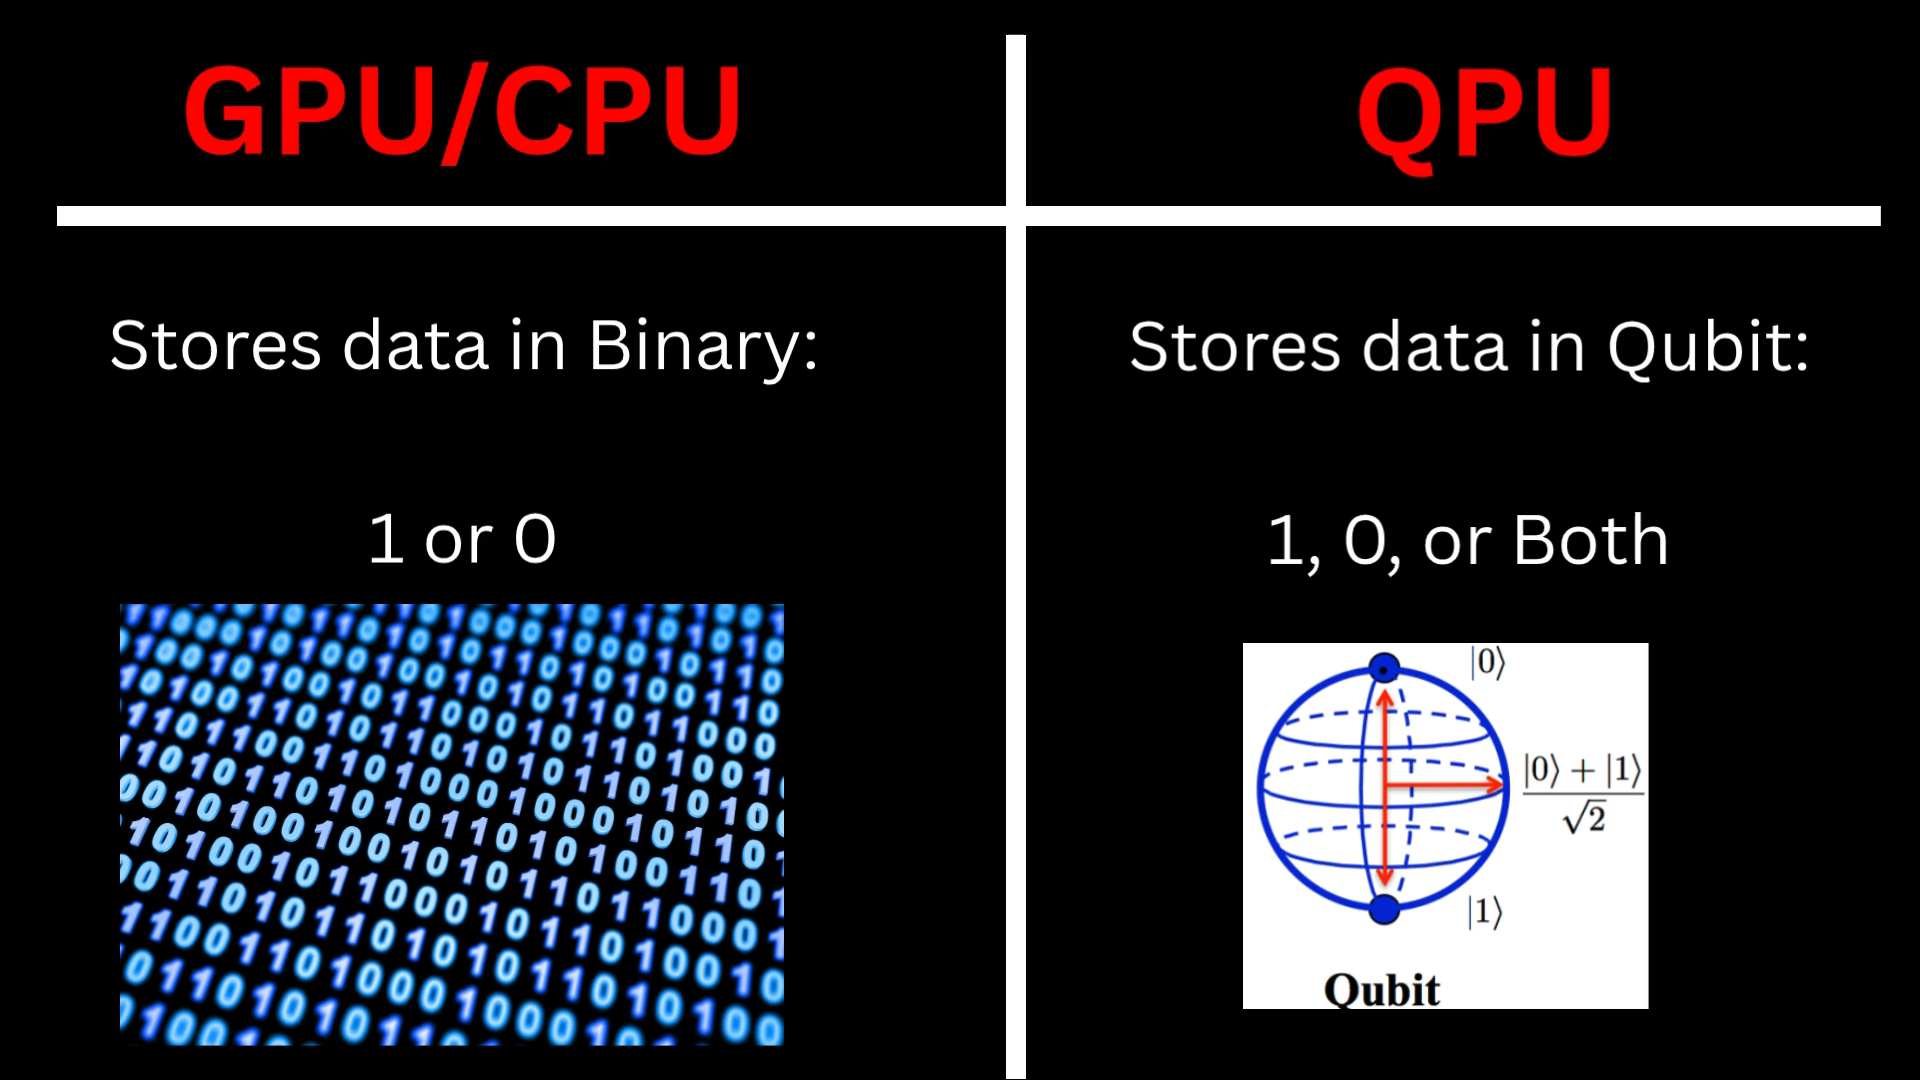 GPU/CPU
QPU
Stores data in Binary:
1 or 0
Stores data in Qubit:
1, 0, or Both
|0⟩
|0⟩ + |1⟩
√2
|1⟩
Qubit